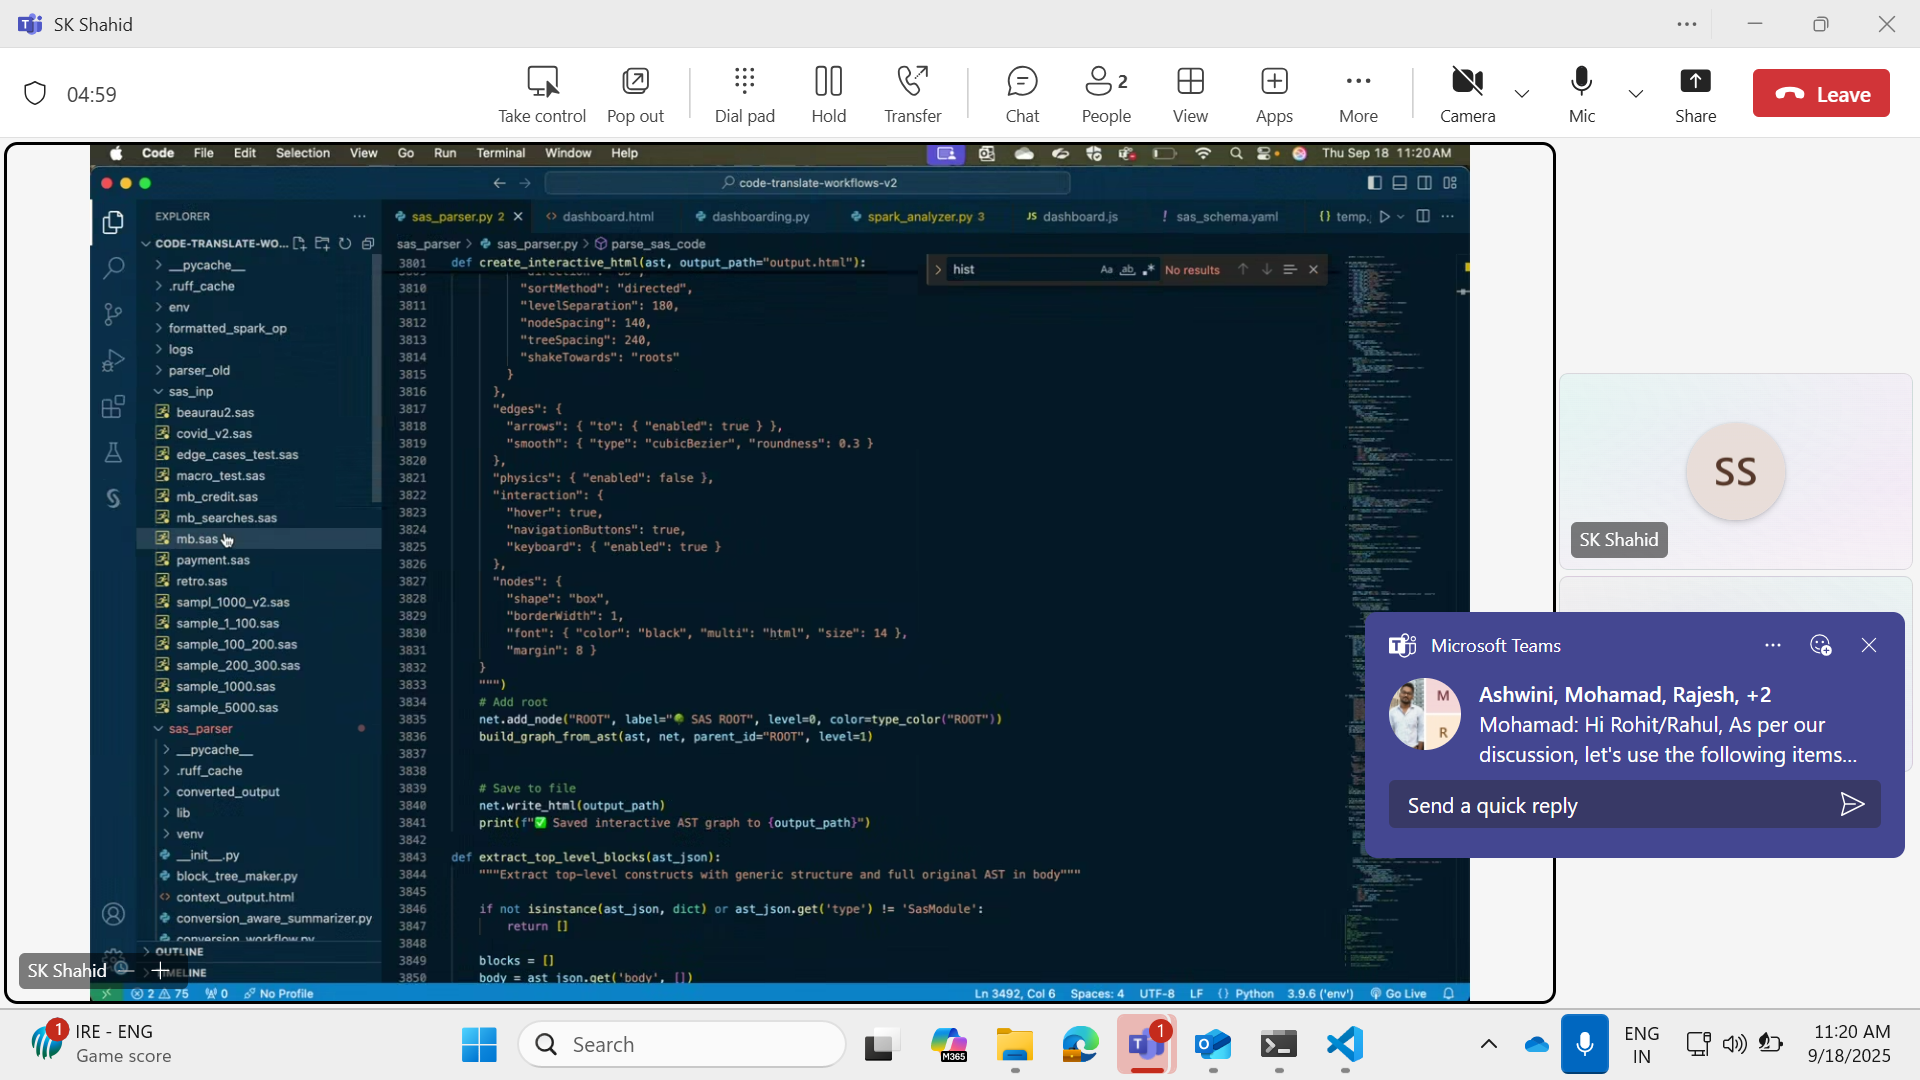 SK Shahid
04:59
Take control
Pop out
Dial pad
Hold
Transfer
Chat
2
People
View
Apps
More
Camera
Mic
Share
Leave
Code File Edit Selection View Go Run Terminal Window Help
Thu Sep 18 11:20 AM
code-translate-workflows-v2
EXPLORER
CODE-TRANSLATE-WO...
__pycache__
.ruff_cache
env
formatted_spark_op
logs
parser_old
sas_inp
beaurau2.sas
covid_v2.sas
edge_cases_test.sas
macro_test.sas
mb_credit.sas
mb_searches.sas
mb.sas
payment.sas
retro.sas
sampl_1000_v2.sas
sample_1_100.sas
sample_100_200.sas
sample_200_300.sas
sample_1000.sas
sample_5000.sas
sas_parser
__pycache__
.ruff_cache
converted_output
lib
venv
__init__.py
block_tree_maker.py
context_output.html
conversion_aware_summarizer.py
conversion_workflow.py
OUTLINE
sas_parser.py 2
dashboard.html
dashboarding.py
spark_analyzer.py 3
JS dashboard.js
! sas_schema.yaml
{} temp.
sas_parser > sas_parser.py > parse_sas_code
hist
Aa ab
No results
3801 def create_interactive_html(ast, output_path="output.html"):
3810 "sortMethod": "directed",
3811 "levelSeparation": 180,
3812 "nodeSpacing": 140,
3813 "treeSpacing": 240,
3814 "shakeTowards": "roots"
3815 }
3816 },
3817 "edges": {
3818 "arrows": { "to": { "enabled": true } },
3819 "smooth": { "type": "cubicBezier", "roundness": 0.3 }
3820 },
3821 "physics": { "enabled": false },
3822 "interaction": {
3823 "hover": true,
3824 "navigationButtons": true,
3825 "keyboard": { "enabled": true }
3826 },
3827 "nodes": {
3828 "shape": "box",
3829 "borderWidth": 1,
3830 "font": { "color": "black", "multi": "html", "size": 14 },
3831 "margin": 8 }
3832 }
3833 """)
3834 # Add root
3835 net.add_node("ROOT", label="🌳 SAS ROOT", level=0, color=type_color("ROOT"))
3836 build_graph_from_ast(ast, net, parent_id="ROOT", level=1)
3837
3838
3839 # Save to file
3840 net.write_html(output_path)
3841 print(f"✅ Saved interactive AST graph to {output_path}")
3842
3843 def extract_top_level_blocks(ast_json):
3844 """Extract top-level constructs with generic structure and full original AST in body"""
3845
3846 if not isinstance(ast_json, dict) or ast_json.get('type') != 'SasModule':
3847 return []
3848
3849 blocks = []
3850 body = ast_json.get('body', [])
SK Shahid
2 75 0 No Profile
Ln 3492, Col 6 Spaces: 4 UTF-8 LF {} Python 3.9.6 ('env') Go Live
SS
SK Shahid
Microsoft Teams
M
R
Ashwini, Mohamad, Rajesh, +2
Mohamad: Hi Rohit/Rahul, As per our
discussion, let's use the following items...
Send a quick reply
1
IRE - ENG
Game score
Search
M365
1
ENG
IN
11:20 AM
9/18/2025